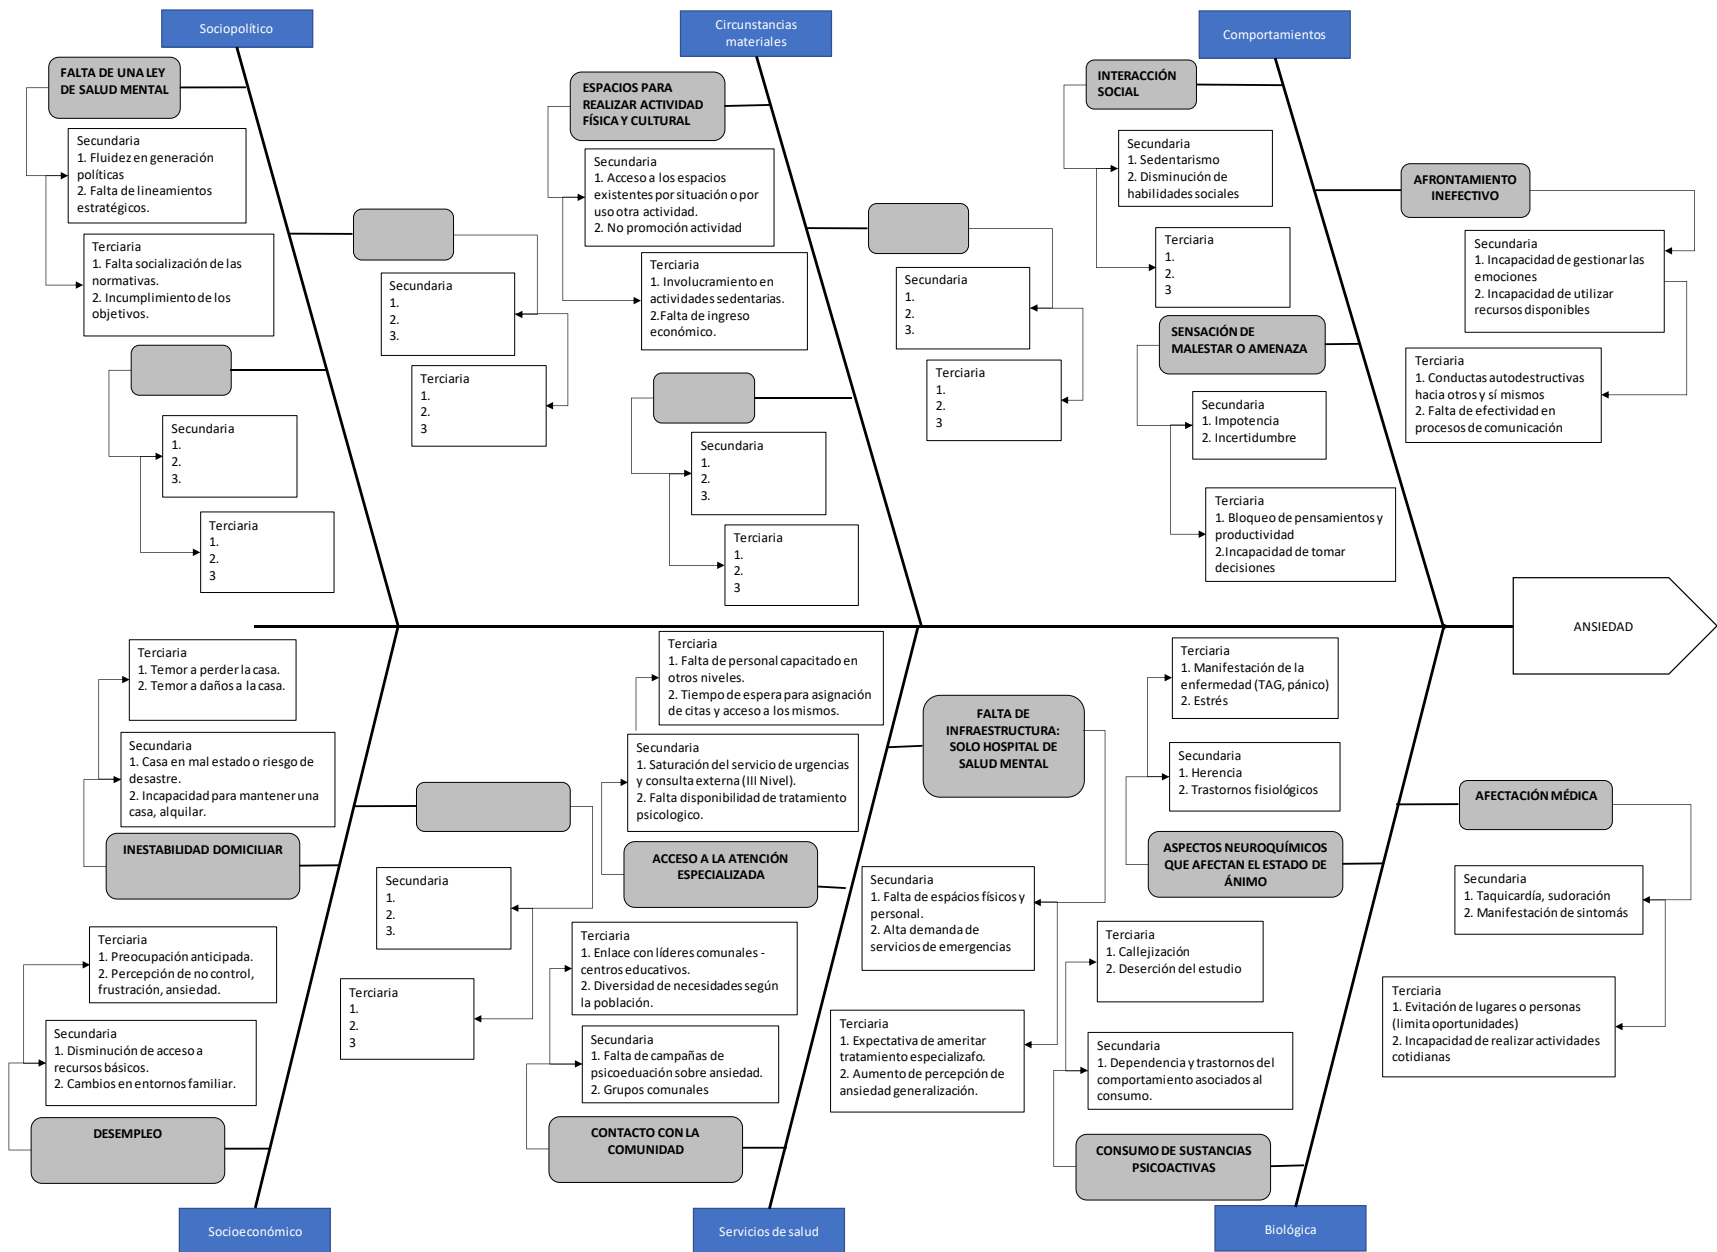 Sociopolítico
FALTA DE UNA LEY
DE SALUD MENTAL
Secundaria
1. Fluidez en generación
políticas
2. Falta de lineamientos
estratégicos.
Terciaria
1. Falta socialización de las
normativas.
2. Incumplimiento de los
objetivos.
Secundaria
1.
2.
3.
Terciaria
1.
2.
3
Secundaria
1.
2.
3.
Terciaria
1.
2.
3
Circunstancias
materiales
ESPACIOS PARA
REALIZAR ACTIVIDAD
FÍSICA Y CULTURAL
Secundaria
1. Acceso a los espacios
existentes por situación o por
uso otra actividad.
2. No promoción actividad
Terciaria
1. Involucramiento en
actividades sedentarias.
2.Falta de ingreso
económico.
Secundaria
1.
2.
3.
Terciaria
1.
2.
3
Secundaria
1.
2.
3.
Terciaria
1.
2.
3
Comportamientos
INTERACCIÓN
SOCIAL
Secundaria
1. Sedentarismo
2. Disminución de
habilidades sociales
Terciaria
1.
2.
3
AFRONTAMIENTO
INEFECTIVO
Secundaria
1. Incapacidad de gestionar las
emociones
2. Incapacidad de utilizar
recursos disponibles
Terciaria
1. Conductas autodestructivas
hacia otros y sí mismos
2. Falta de efectividad en
procesos de comunicación
SENSACIÓN DE
MALESTAR O AMENAZA
Secundaria
1. Impotencia
2. Incertidumbre
Terciaria
1. Bloqueo de pensamientos y
productividad
2.Incapacidad de tomar
decisiones
ANSIEDAD
Terciaria
1. Temor a perder la casa.
2. Temor a daños a la casa.
Secundaria
1. Casa en mal estado o riesgo de
desastre.
2. Incapacidad para mantener una
casa, alquilar.
INESTABILIDAD DOMICILIAR
Secundaria
1.
2.
3.
Terciaria
1.
2.
3
Terciaria
1. Preocupación anticipada.
2. Percepción de no control,
frustración, ansiedad.
Secundaria
1. Disminución de acceso a
recursos básicos.
2. Cambios en entornos familiar.
DESEMPLEO
Socioeconómico
Terciaria
1. Falta de personal capacitado en
otros niveles.
2. Tiempo de espera para asignación
de citas y acceso a los mismos.
Secundaria
1. Saturación del servicio de urgencias
y consulta externa (III Nivel).
2. Falta disponibilidad de tratamiento
psicologico.
ACCESO A LA ATENCIÓN
ESPECIALIZADA
FALTA DE
INFRAESTRUCTURA:
SOLO HOSPITAL DE
SALUD MENTAL
Secundaria
1. Falta de espácios físicos y
personal.
2. Alta demanda de
servicios de emergencias
Terciaria
1. Expectativa de ameritar
tratamiento especializafo.
2. Aumento de percepción de
ansiedad generalización.
Terciaria
1. Enlace con líderes comunales -
centros educativos.
2. Diversidad de necesidades según
la población.
Secundaria
1. Falta de campañas de
psicoeduación sobre ansiedad.
2. Grupos comunales
CONTACTO CON LA
COMUNIDAD
Servicios de salud
Terciaria
1. Manifestación de la
enfermedad (TAG, pánico)
2. Estrés
Secundaria
1. Herencia
2. Trastornos fisiológicos
ASPECTOS NEUROQUÍMICOS
QUE AFECTAN EL ESTADO DE
ÁNIMO
AFECTACIÓN MÉDICA
Secundaria
1. Taquicardía, sudoración
2. Manifestación de sintomás
Terciaria
1. Evitación de lugares o personas
(limita oportunidades)
2. Incapacidad de realizar actividades
cotidianas
Terciaria
1. Callejización
2. Deserción del estudio
Secundaria
1. Dependencia y trastornos del
comportamiento asociados al
consumo.
CONSUMO DE SUSTANCIAS
PSICOACTIVAS
Biológica